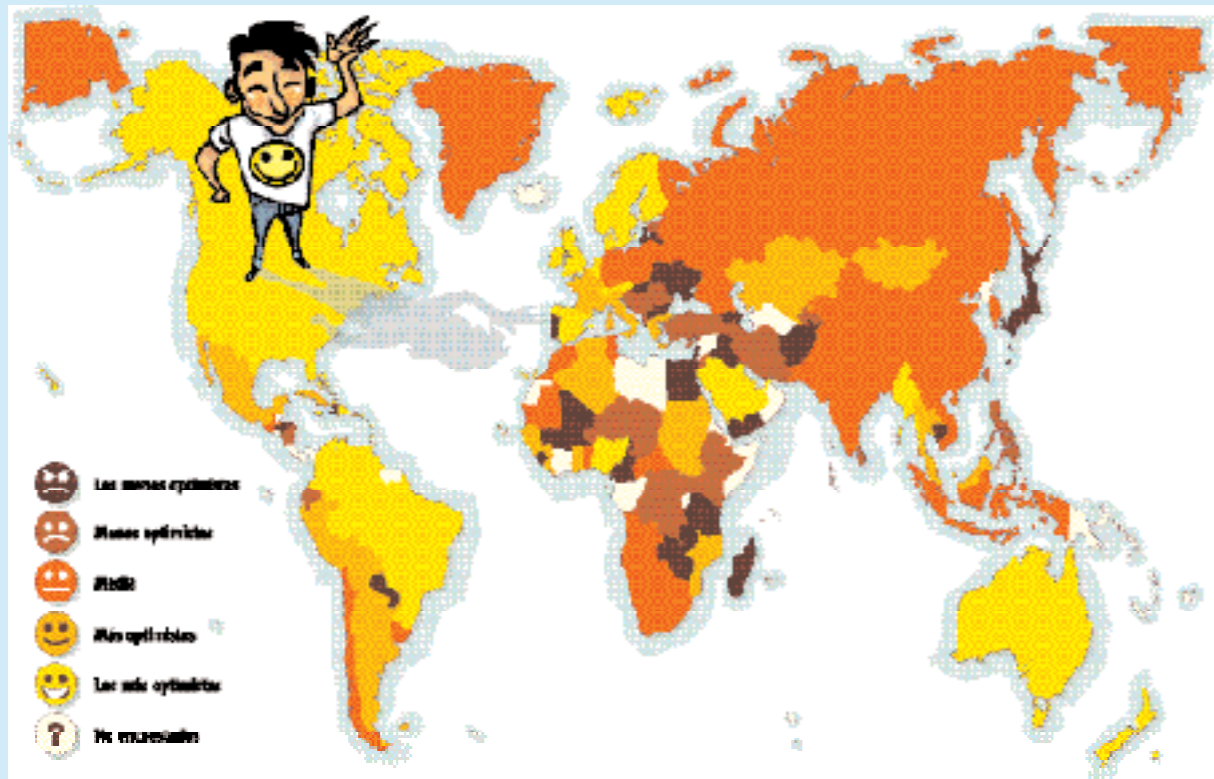 Los menos optimistas
Menos optimistas
Media
Más optimistas
Los más optimistas
?
No encuestados